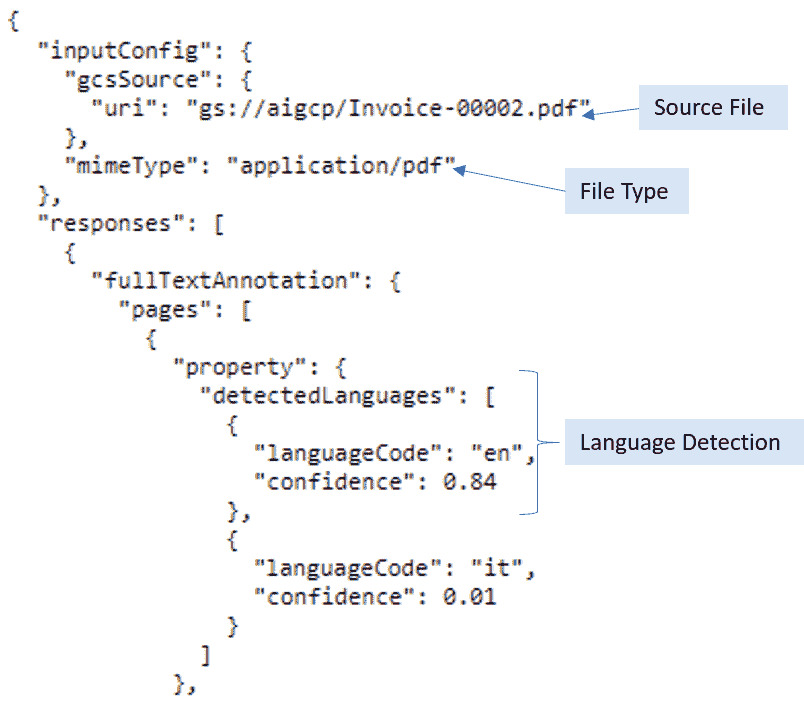 {
"inputConfig": {
"gcsSource": {
"uri": "gs://aigcp/Invoice-00002.pdf"
Source File
},
"mimeType": "application/pdf"
File Type
},
"responses": [
{
"fullTextAnnotation": {
"pages": [
{
"property": {
"detectedLanguages": [
{
Language Detection
"languageCode": "en",
"confidence": 0.84
},
{
"languageCode": "it",
"confidence": 0.01
}
]
},